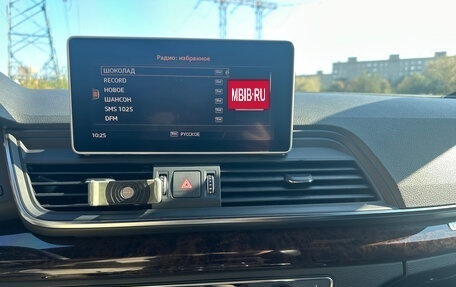 Радио: избранное
ШОКОЛАД
RECORD
НОВОЕ
ШАНСОН
SMS 1025
DFM
MBIB.RU
10:25
РУССКОЕ